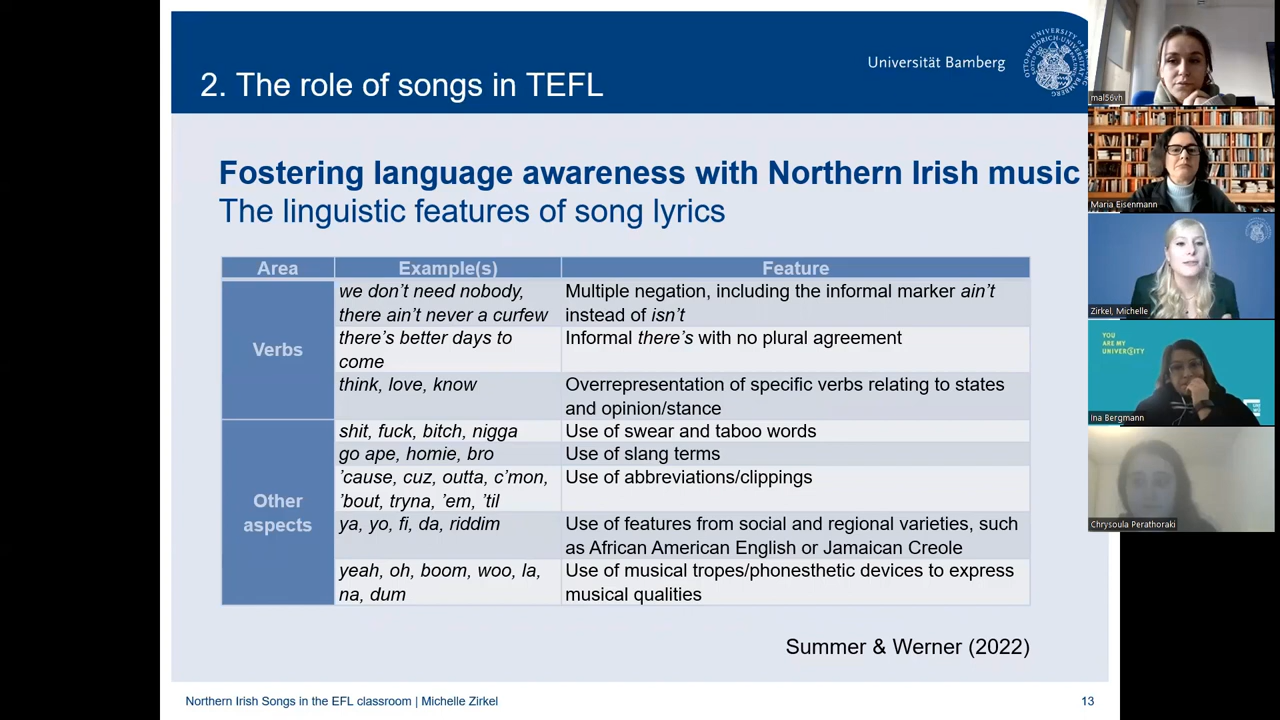 2. The role of songs in TEFL
Universität Bamberg
Fostering language awareness with Northern Irish music
The linguistic features of song lyrics
Area Example(s) Feature
Verbs
we don’t need nobody,
there ain’t never a curfew
Multiple negation, including the informal marker ain’t
instead of isn’t
there’s better days to
come
Informal there’s with no plural agreement
think, love, know
Overrepresentation of specific verbs relating to states
and opinion/stance
Other
aspects
shit, fuck, bitch, nigga
Use of swear and taboo words
go ape, homie, bro
Use of slang terms
’cause, cuz, outta, c’mon,
’bout, tryna, ’em, ’til
Use of abbreviations/clippings
ya, yo, fi, da, riddim
Use of features from social and regional varieties, such
as African American English or Jamaican Creole
yeah, oh, boom, woo, la,
na, dum
Use of musical tropes/phonesthetic devices to express
musical qualities
Summer & Werner (2022)
Northern Irish Songs in the EFL classroom | Michelle Zirkel
13
mal56vh
Maria Eisenmann
Zirkel, Michelle
YOU
ARE MY
UNIVERSITY
Ina Bergmann
Chrysoula Perathoraki